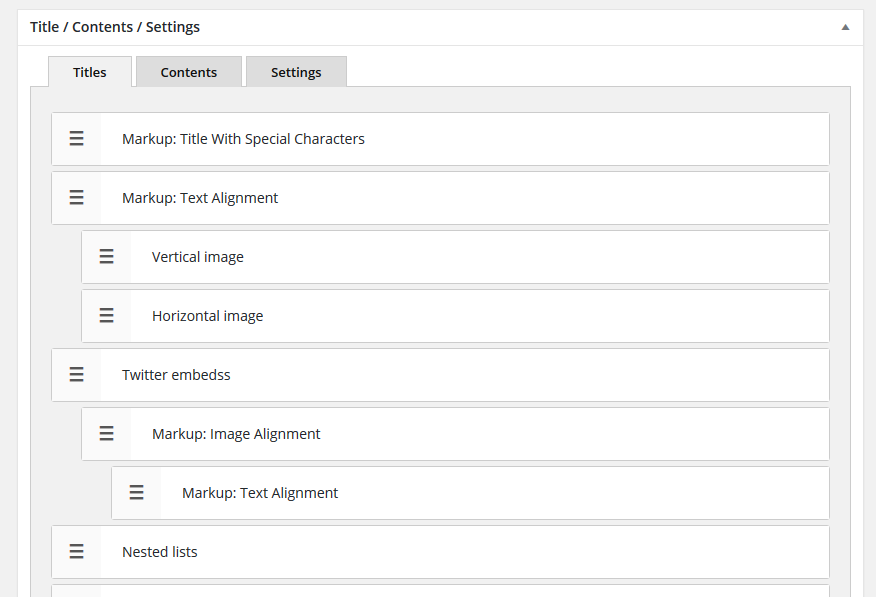 Title / Contents / Settings
Titles Contents Settings
Markup: Title With Special Characters
Markup: Text Alignment
Vertical image
Horizontal image
Twitter embedss
Markup: Image Alignment
Markup: Text Alignment
Nested lists